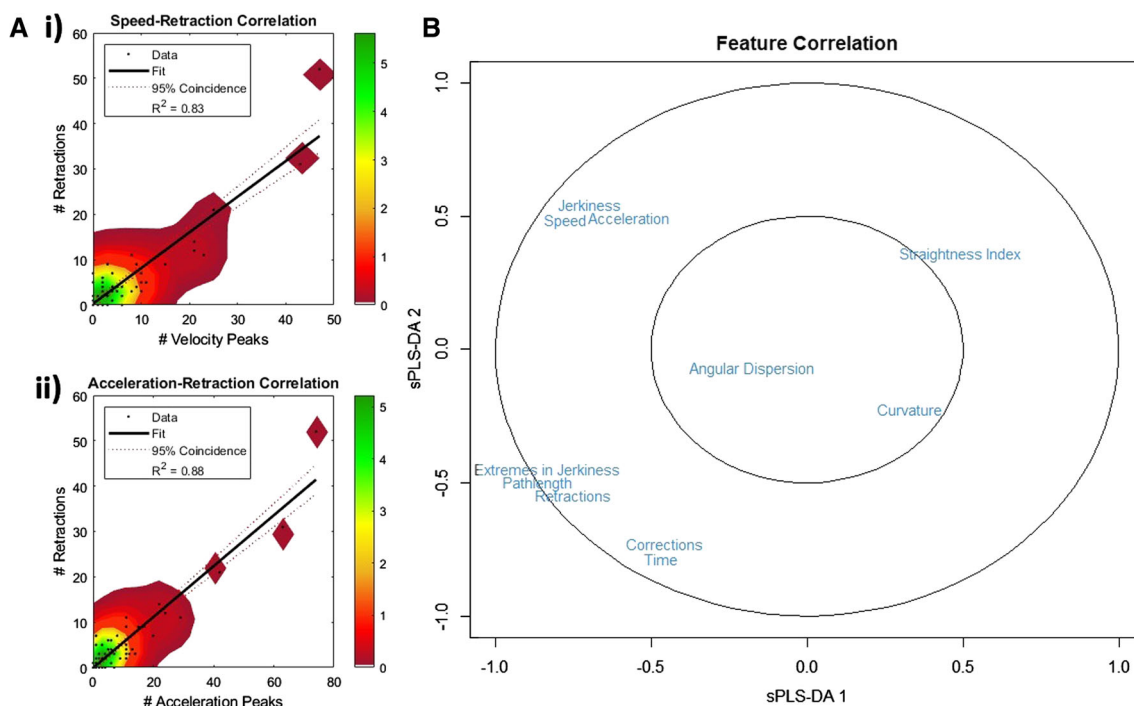 A
i)
Speed-Retraction Correlation
60
50
40
30
20
10
0
# Retractions
Data
Fit
95% Coincidence
R² = 0.83
0 10 20 30 40 50
# Velocity Peaks
5
4
3
2
1
0
ii)
Acceleration-Retraction Correlation
60
50
40
30
20
10
0
# Retractions
Data
Fit
95% Coincidence
R² = 0.88
0 20 40 60 80
# Acceleration Peaks
5
4
3
2
1
0
B
Feature Correlation
1.0
0.5
0.0
-0.5
-1.0
sPLS-DA 2
Jerkiness
Speed Acceleration
Straightness Index
Angular Dispersion
Curvature
Extremes in Jerkiness
Pathlength
Retractions
Corrections
Time
-1.0 -0.5 0.0 0.5 1.0
sPLS-DA 1